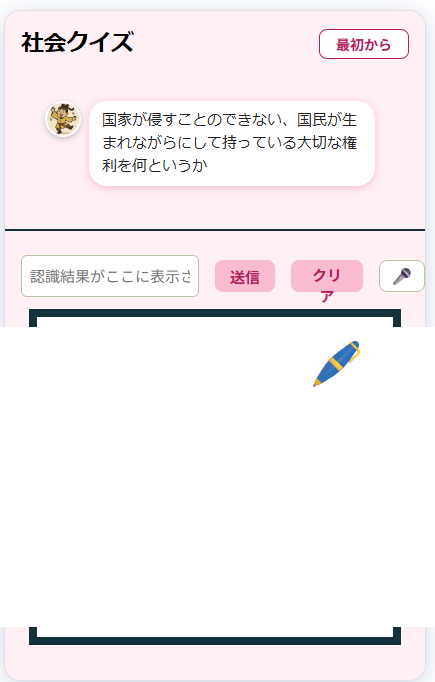 社会クイズ
最初から
国家が侵すことのできない、国民が生
まれながらにして持っている大切な権
利を何というか
認識結果がここに表示さ
送信
クリ
ア